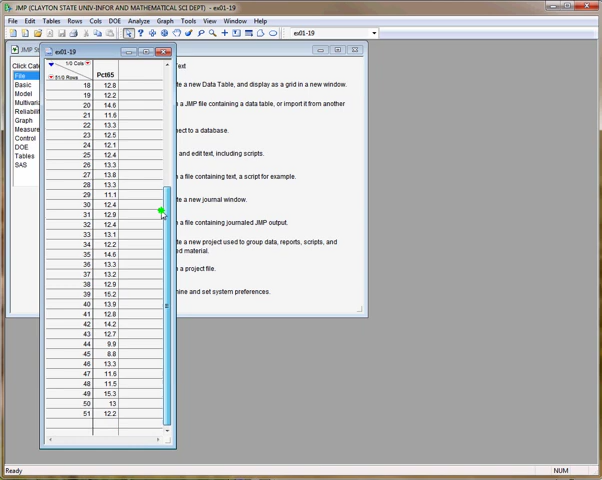 JMP (CLAYTON STATE UNIV-INFOR AND MATHEMATICAL SCI DEPT) - ex01-19
File Edit Tables Rows Cols DOE Analyze Graph Tools View Window Help
ex01-19
JMP St
ex01-19
Click Cat
Text
File
Basic
Model
Multivaria
Reliabilit
Graph
Measure
Control
DOE
Tables
SAS
1/0 Cols
51/0 Rows
Pct65
18 12.8
19 12.2
20 14.6
21 11.6
22 13.3
23 12.5
24 12.1
25 12.4
26 13.3
27 13.8
28 13.3
29 11.1
30 12.4
31 12.9
32 12.4
33 13.1
34 12.2
35 14.6
36 13.3
37 13.2
38 12.9
39 15.2
40 13.9
41 12.8
42 14.2
43 12.7
44 9.9
45 8.8
46 13.3
47 11.6
48 11.5
49 15.3
50 13
51 12.2
te a new Data Table, and display as a grid in a new window.
n a JMP file containing a data table, or import it from another
nect to a database.
and edit text, including scripts.
n a file containing text, a script for example.
te a new journal window.
n a file containing journaled JMP output.
te a new project used to group data, reports, scripts, and
ed material.
n a project file.
mine and set system preferences.
Ready
NUM